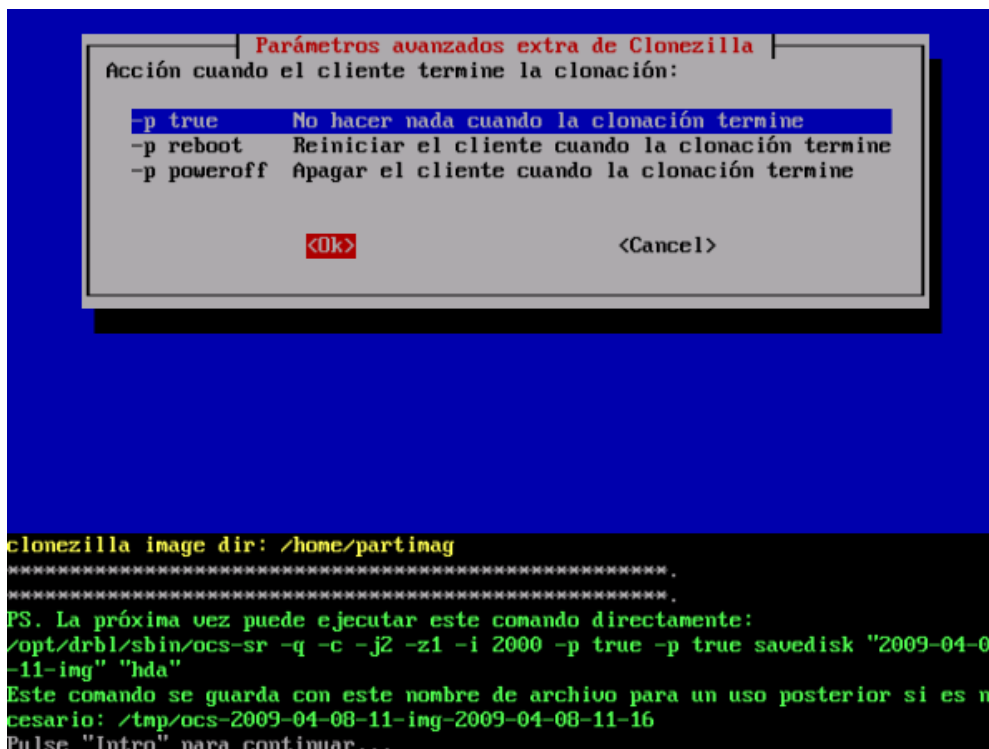 Parámetros avanzados extra de Clonezilla
Acción cuando el cliente termine la clonación:
-p true No hacer nada cuando la clonación termine
-p reboot Reiniciar el cliente cuando la clonación termine
-p poweroff Apagar el cliente cuando la clonación termine
<Ok> <Cancel>
clonezilla image dir: /home/partimag
*****************************************************.
*****************************************************.
PS. La próxima vez puede ejecutar este comando directamente:
/opt/drbl/sbin/ocs-sr -q -c -j2 -z1 -i 2000 -p true -p true savedisk "2009-04-0
-11-img" "hda"
Este comando se guarda con este nombre de archivo para un uso posterior si es n
cesario: /tmp/ocs-2009-04-08-11-img-2009-04-08-11-16
Pulse "Intro" para continuar...